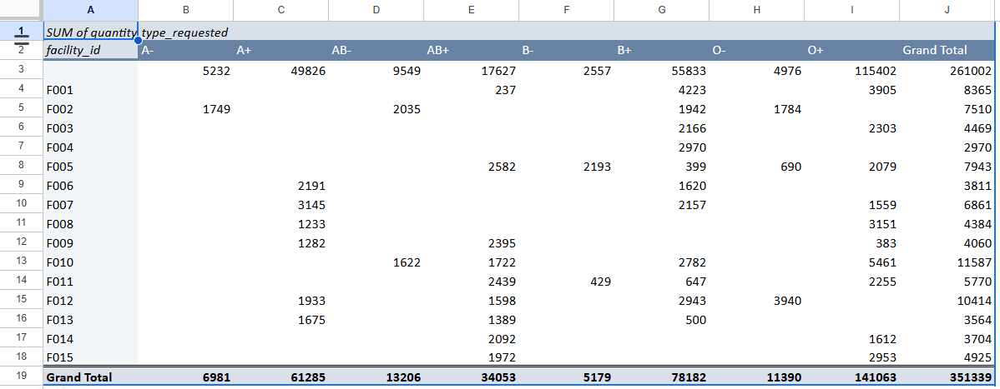 A B C D E F G H I J
1 SUM of quantity type_requested
2 facility_id A- A+ AB- AB+ B- B+ O- O+ Grand Total
3 5232 49826 9549 17627 2557 55833 4976 115402 261002
4 F001 237 4223 3905 8365
5 F002 1749 2035 1942 1784 7510
6 F003 2166 2303 4469
7 F004 2970 2970
8 F005 2582 2193 399 690 2079 7943
9 F006 2191 1620 3811
10 F007 3145 2157 1559 6861
11 F008 1233 3151 4384
12 F009 1282 2395 383 4060
13 F010 1622 1722 2782 5461 11587
14 F011 2439 429 647 2255 5770
15 F012 1933 1598 2943 3940 10414
16 F013 1675 1389 500 3564
17 F014 2092 1612 3704
18 F015 1972 2953 4925
19 Grand Total 6981 61285 13206 34053 5179 78182 11390 141063 351339